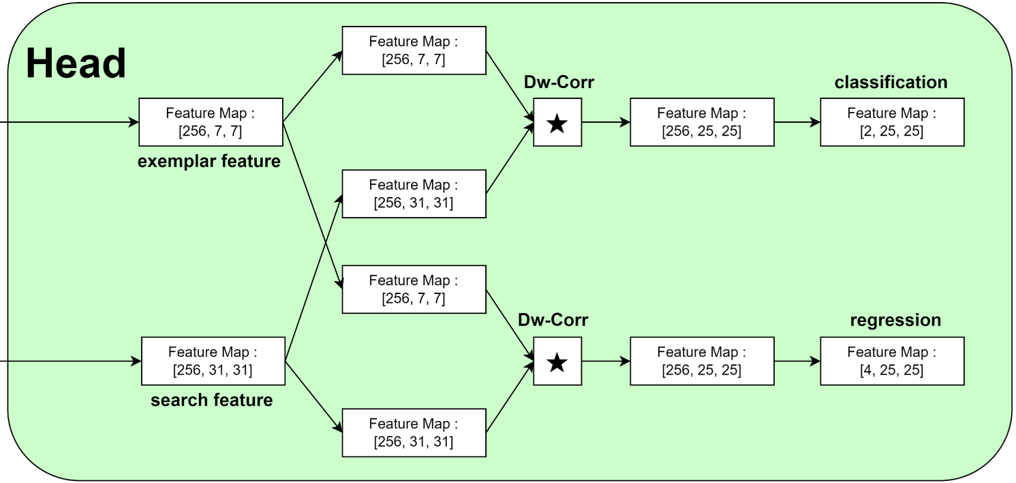 Head
Feature Map :
[256, 7, 7]
exemplar feature
Feature Map :
[256, 31, 31]
search feature
Feature Map :
[256, 7, 7]
Feature Map :
[256, 31, 31]
Feature Map :
[256, 7, 7]
Feature Map :
[256, 31, 31]
Dw-Corr
★
Feature Map :
[256, 25, 25]
classification
Feature Map :
[2, 25, 25]
Dw-Corr
★
Feature Map :
[256, 25, 25]
regression
Feature Map :
[4, 25, 25]